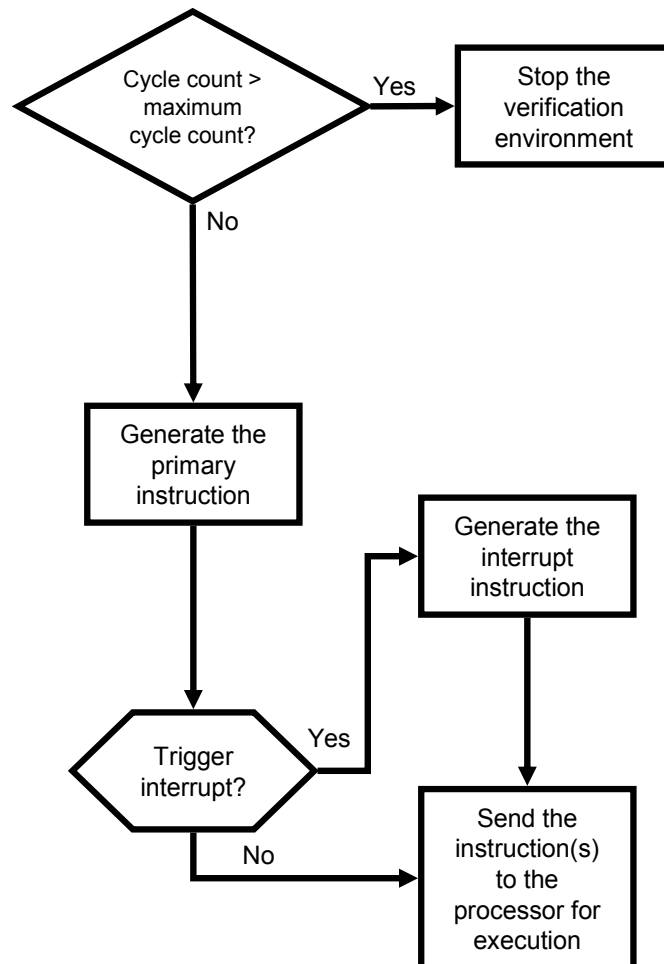 Cycle count >
maximum
cycle count?
Yes
Stop the
verification
environment
No
Generate the
primary
instruction
Generate the
interrupt
instruction
Trigger
interrupt?
Yes
No
Send the
instruction(s)
to the
processor for
execution